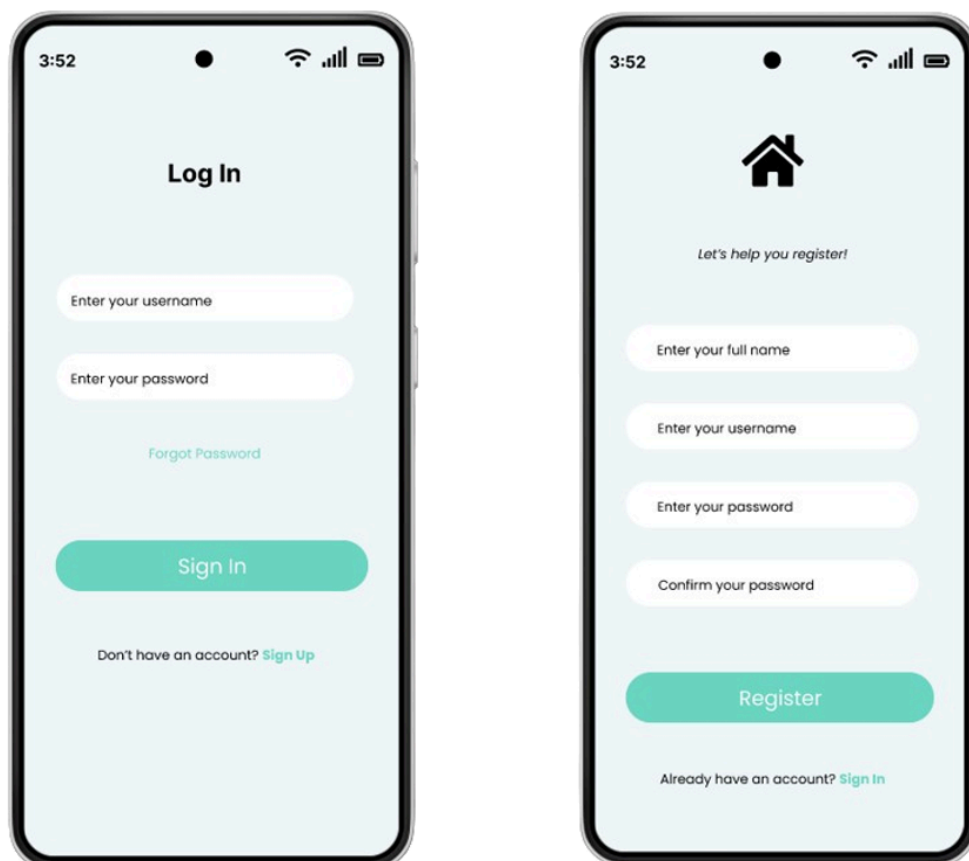 3:52
Log In
Enter your username
Enter your password
Forgot Password
Sign In
Don't have an account? Sign Up
3:52
Let's help you register!
Enter your full name
Enter your username
Enter your password
Confirm your password
Register
Already have an account? Sign In